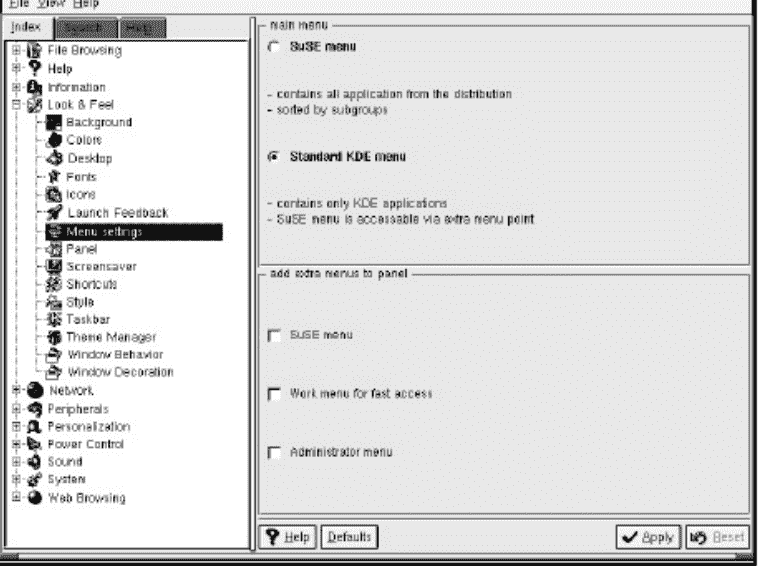 File View Help
Index Search Help
File Browsing
Help
Information
Look & Feel
Background
Colors
Desktop
Fonts
Icons
Launch Feedback
Menu settings
Panel
Screensaver
Shortcuts
Style
Taskbar
Theme Manager
Window Behavior
Window Decoration
Network
Peripherals
Personalization
Power Control
Sound
System
Web Browsing
main menu
SuSE menu
- contains all application from the distribution
- sorted by subgroups
Standard KDE menu
- contains only KDE applications
- SuSE menu is accessable via extra menu point
add extra menus to panel
SuSE menu
Work menu for fast access
Administrator menu
Help Defaults Apply Reset